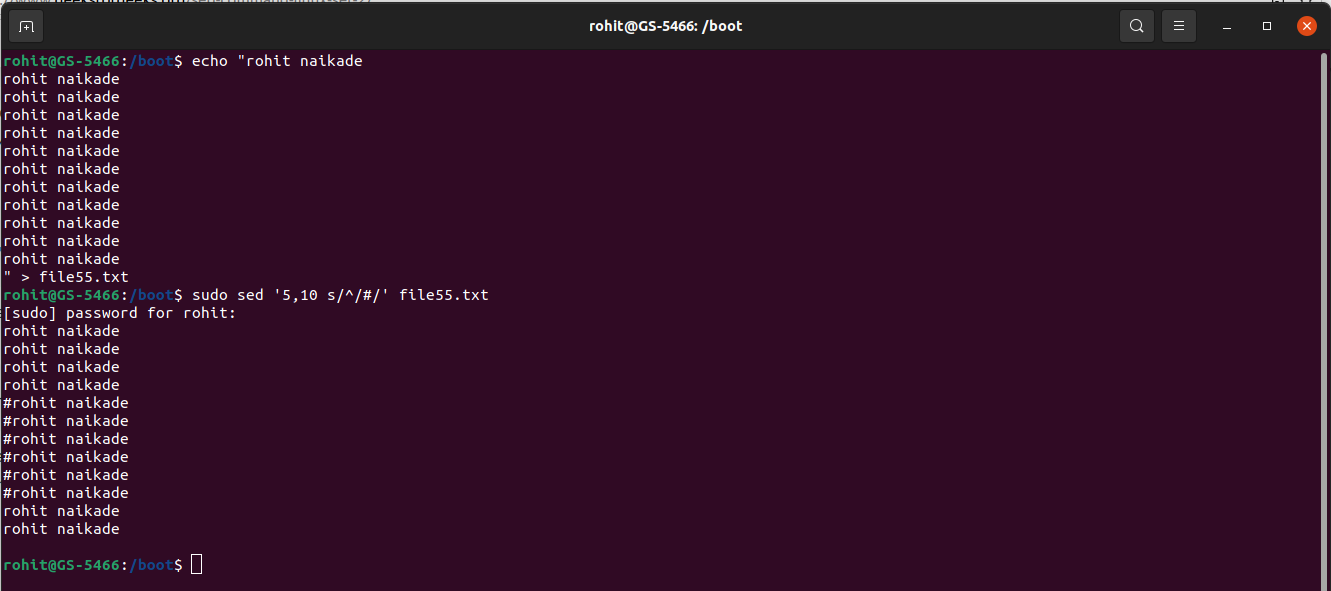 rohit@GS-5466: /boot
rohit@GS-5466:/boot$ echo "rohit naikade
rohit naikade
rohit naikade
rohit naikade
rohit naikade
rohit naikade
rohit naikade
rohit naikade
rohit naikade
rohit naikade
rohit naikade
rohit naikade
" > file55.txt
rohit@GS-5466:/boot$ sudo sed '5,10 s/^/#/' file55.txt
[sudo] password for rohit:
rohit naikade
rohit naikade
rohit naikade
rohit naikade
#rohit naikade
#rohit naikade
#rohit naikade
#rohit naikade
#rohit naikade
#rohit naikade
rohit naikade
rohit naikade
rohit@GS-5466:/boot$